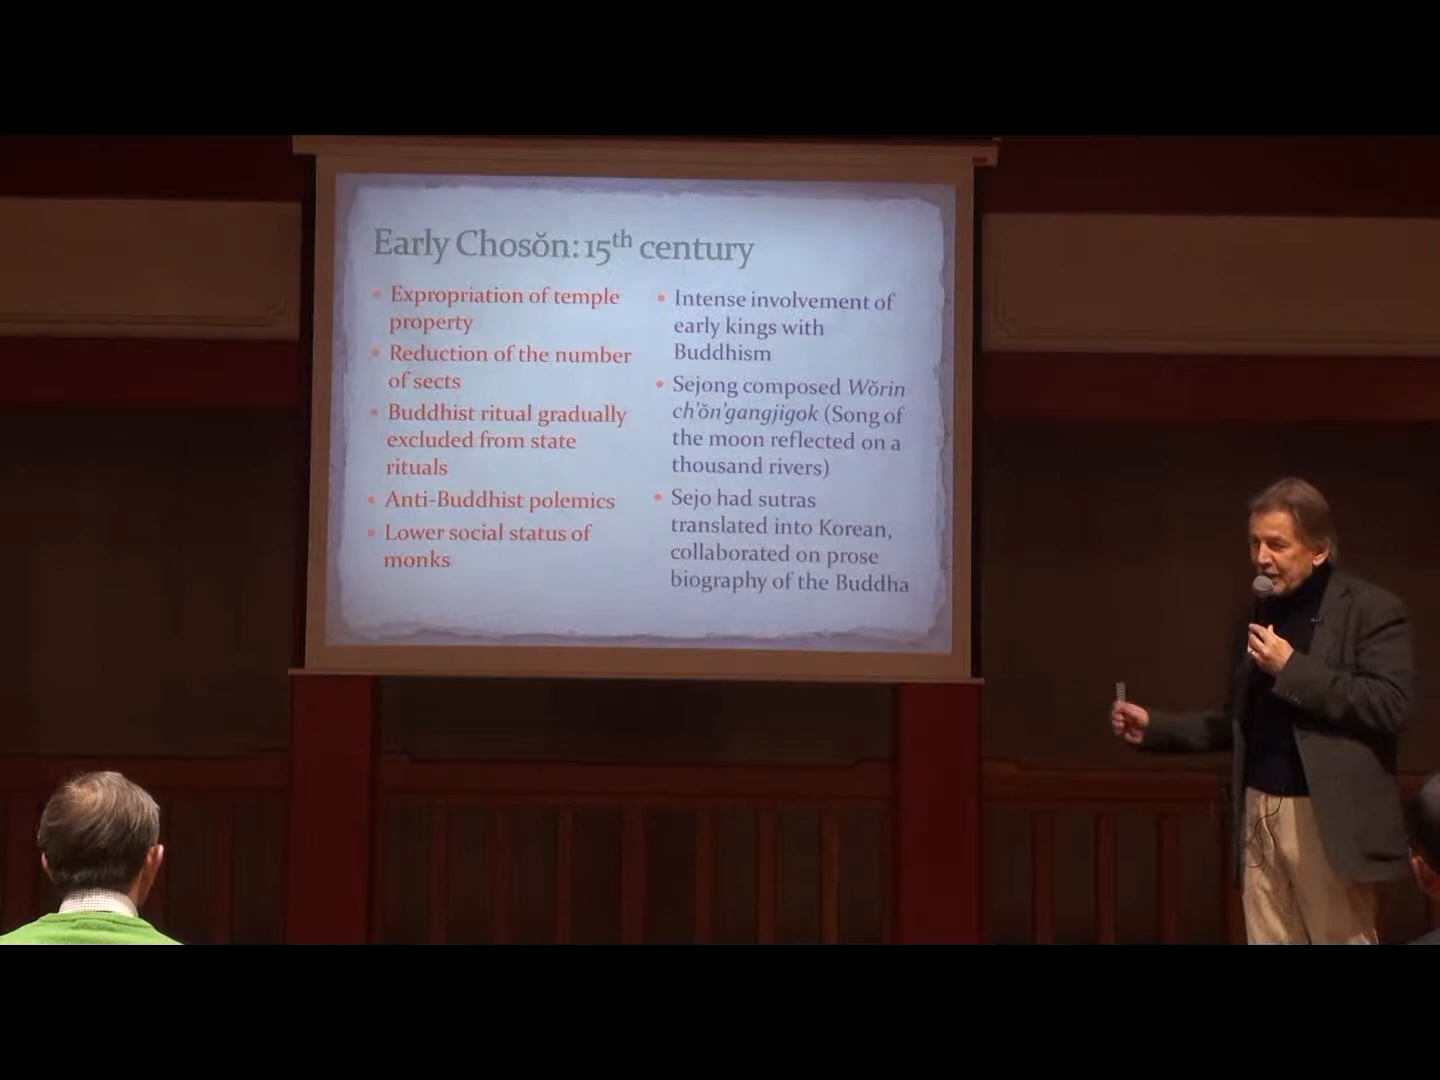 Early Chosŏn: 15th century
Expropriation of temple
property
Reduction of the number
of sects
Buddhist ritual gradually
excluded from state
rituals
Anti-Buddhist polemics
Lower social status of
monks
Intense involvement of
early kings with
Buddhism
Sejong composed Wŏrin
ch'ŏn'gangjigok (Song of
the moon reflected on a
thousand rivers)
Sejo had sutras
translated into Korean,
collaborated on prose
biography of the Buddha